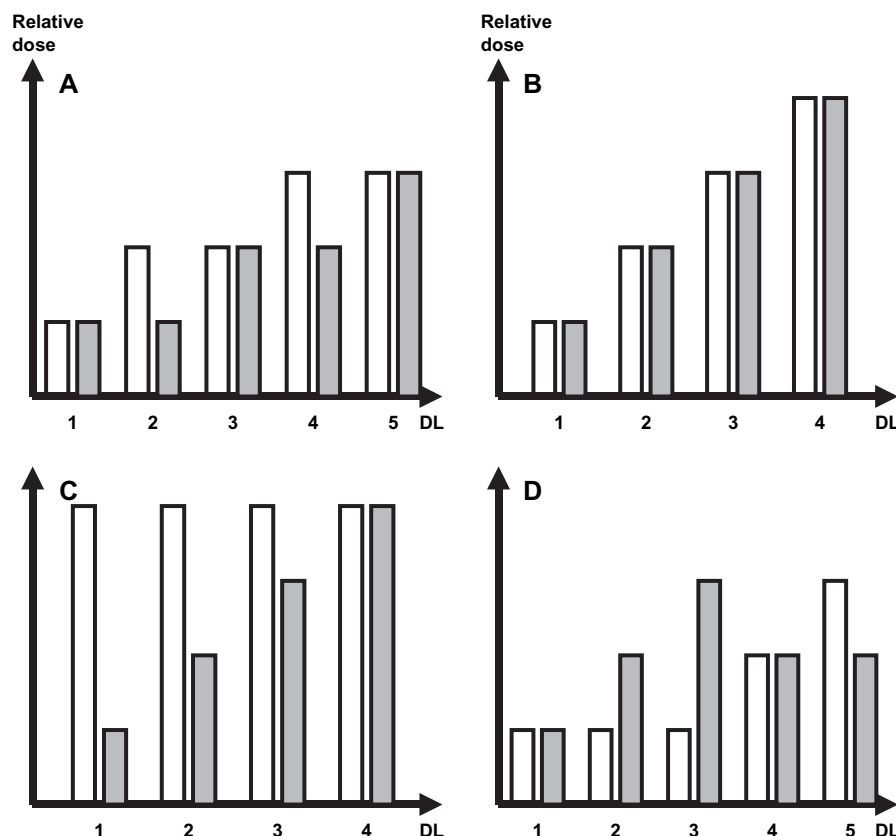 Relative
dose
A
1 2 3 4 5 DL
Relative
dose
B
1 2 3 4 DL
C
1 2 3 4 DL
D
1 2 3 4 5 DL